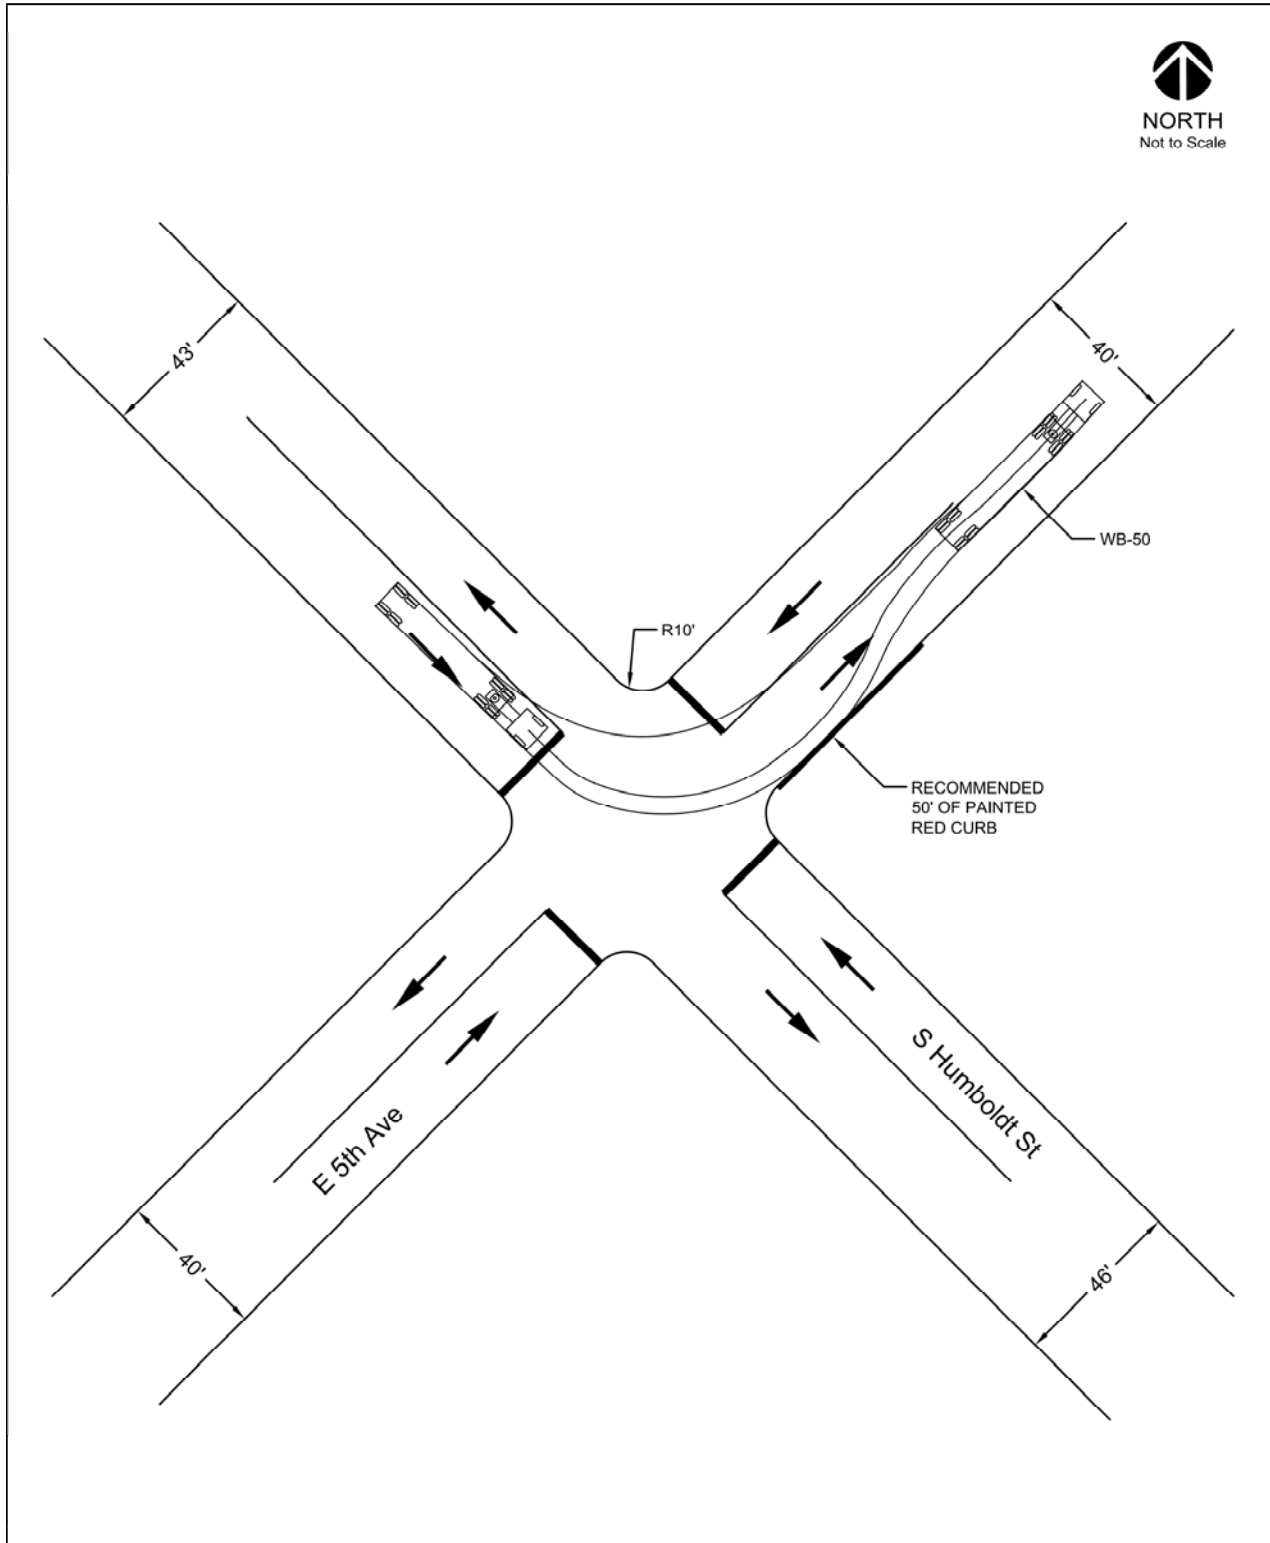 NORTH
Not to Scale
43'
40'
WB-50
R10'
RECOMMENDED
50' OF PAINTED
RED CURB
S Humboldt St
E 5th Ave
40'
46'